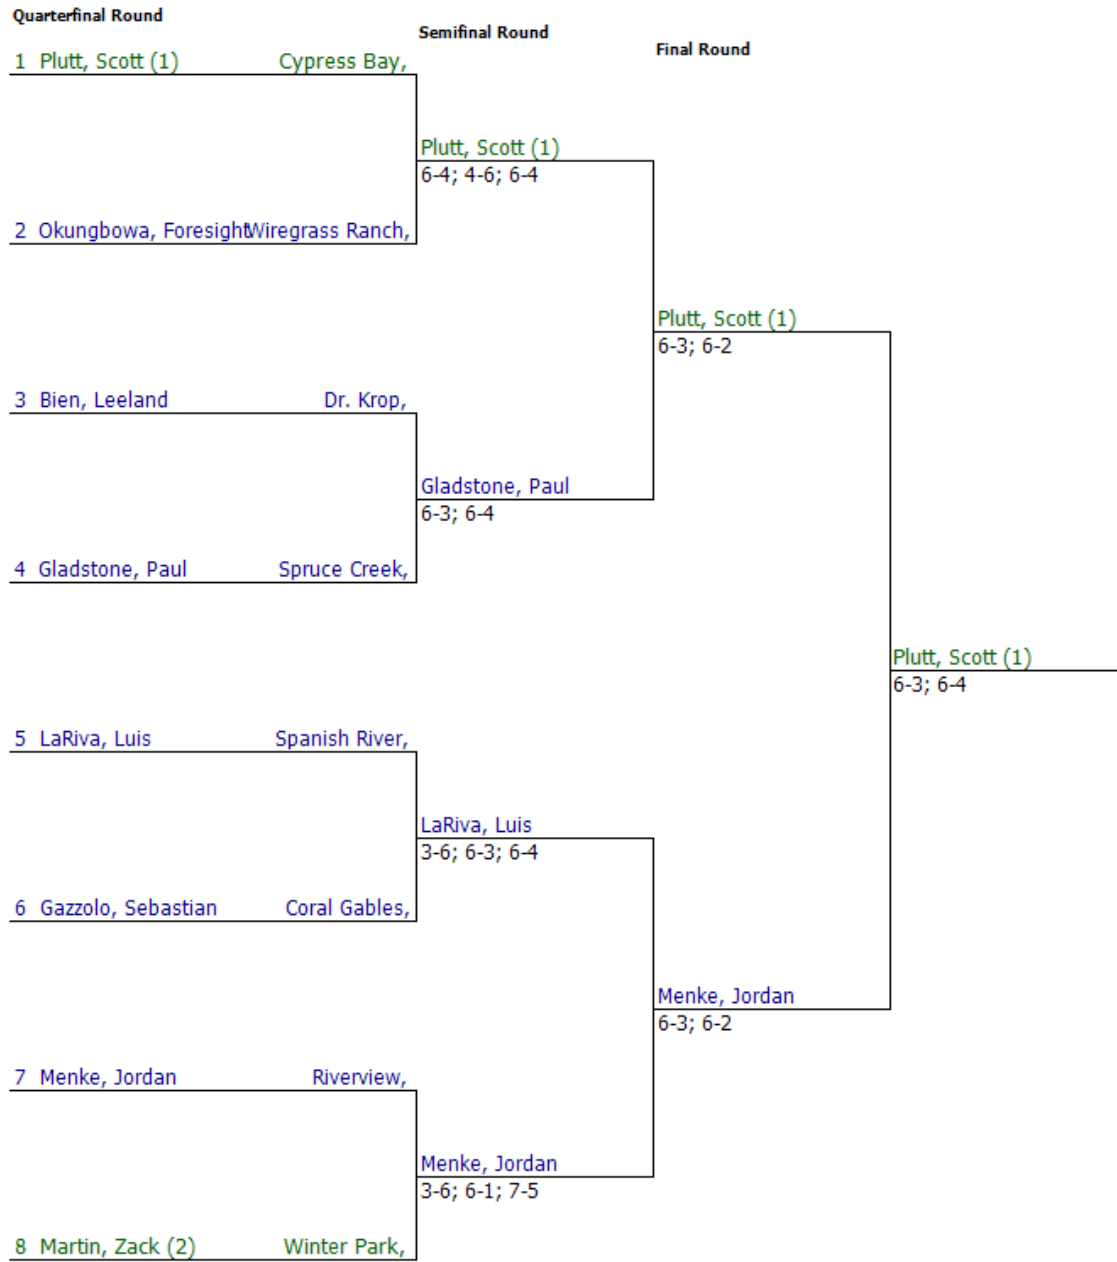 Quarterfinal Round
Semifinal Round
Final Round
1 Plutt, Scott (1) Cypress Bay,
Plutt, Scott (1)
6-4; 4-6; 6-4
2 Okungbowa, Foresight Wiregrass Ranch,
Plutt, Scott (1)
6-3; 6-2
3 Bien, Leeland Dr. Krop,
Gladstone, Paul
6-3; 6-4
4 Gladstone, Paul Spruce Creek,
Plutt, Scott (1)
6-3; 6-4
5 LaRiva, Luis Spanish River,
LaRiva, Luis
3-6; 6-3; 6-4
6 Gazzolo, Sebastian Coral Gables,
Menke, Jordan
6-3; 6-2
7 Menke, Jordan Riverview,
Menke, Jordan
3-6; 6-1; 7-5
8 Martin, Zack (2) Winter Park,